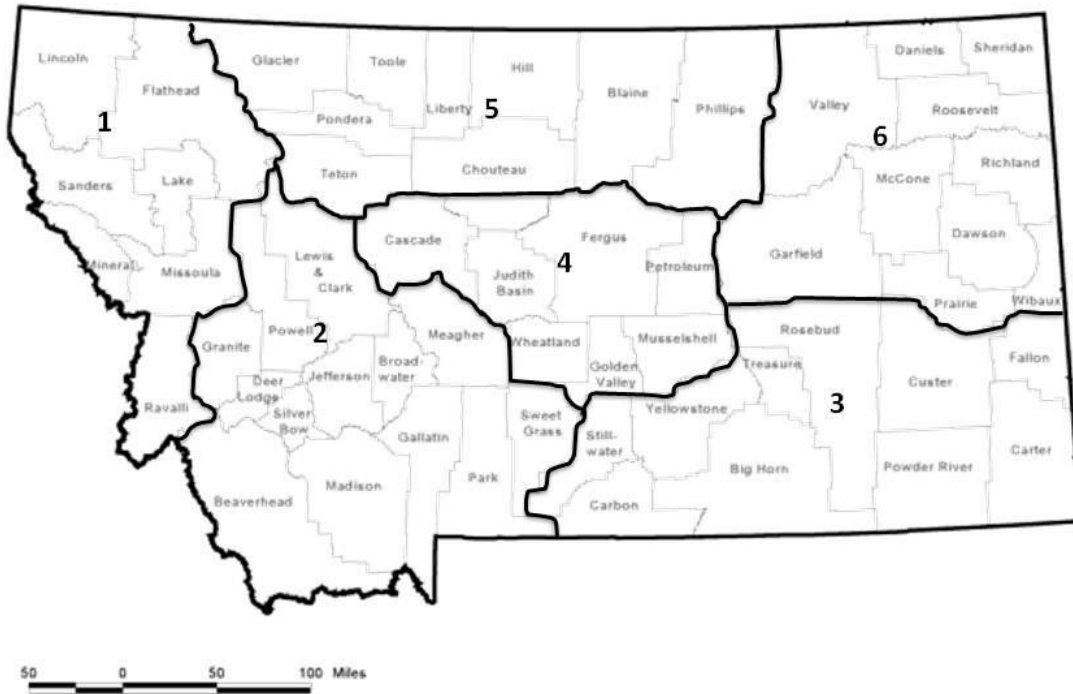 Lincoln
Flathead
1
Sanders
Lake
Mineral
Missoula
Ravalli
Glacier
Toole
Liberty
Hill
5
Blaine
Phillips
Pondera
Teton
Chouteau
Valley
Daniels
Sheridan
Roosevelt
6
Richland
McCone
Dawson
Garfield
Prairie
Wibaux
Cascade
Fergus
4
Judith
Basin
Petroleum
Wheatland
Golden
Valley
Musselshell
Lewis
&
Clark
Powell
2
Granite
Meagher
Broad-
water
Jefferson
Deer
Lodge
Silver
Bow
Gallatin
Park
Sweet
Grass
Madison
Beaverhead
Rosebud
Treasure
Custer
Fallon
3
Yellowstone
Still-
water
Big Horn
Powder River
Carter
Carbon
50 0 50 100 Miles